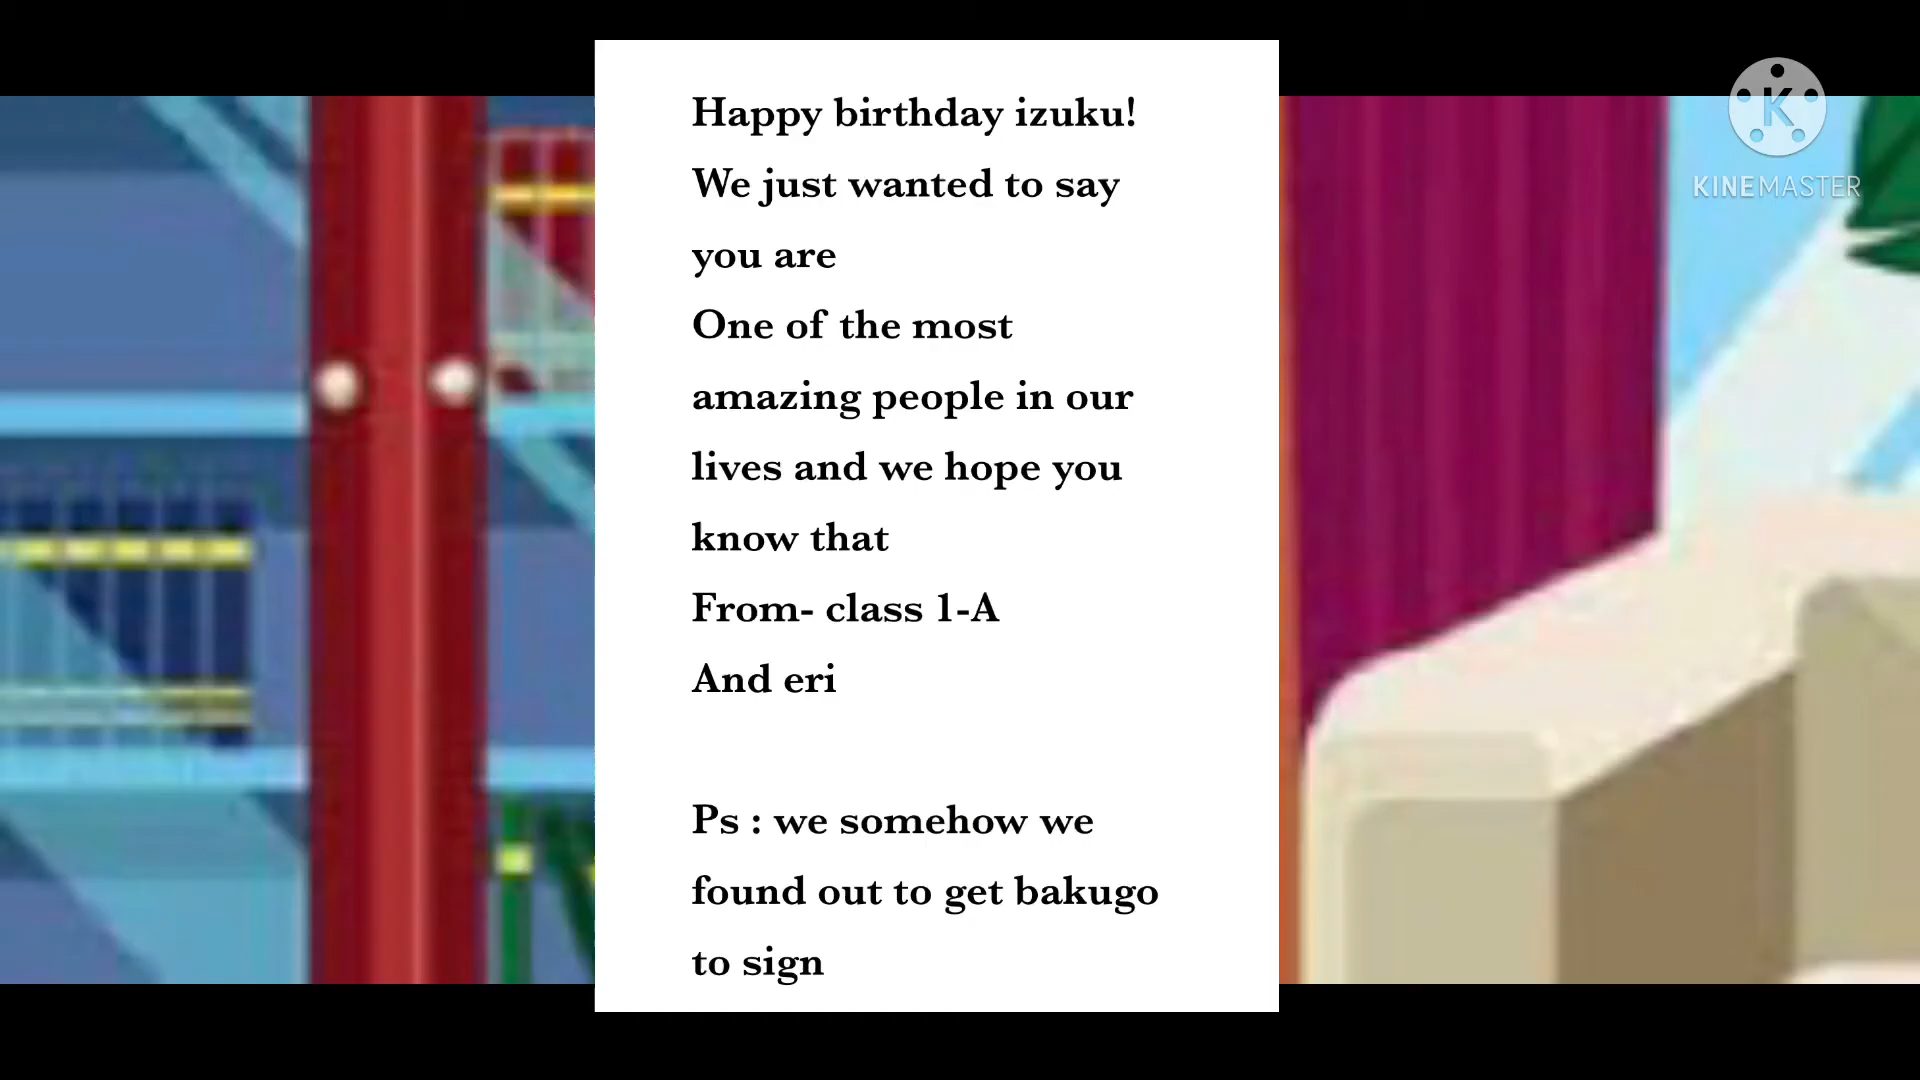 Happy birthday izuku!
We just wanted to say
you are
One of the most
amazing people in our
lives and we hope you
know that
From- class 1-A
And eri
Ps : we somehow we
found out to get bakugo
to sign
K
KINEMASTER